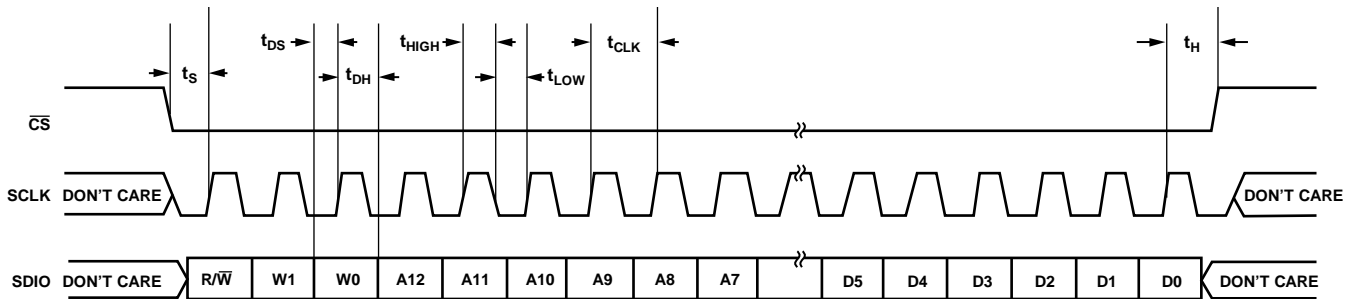 tDS
tHIGH
tCLK
tH
tS
tDH
tLOW
CS
SCLK DON'T CARE
DON'T CARE
SDIO DON'T CARE R/W W1 W0 A12 A11 A10 A9 A8 A7 D5 D4 D3 D2 D1 D0 DON'T CARE